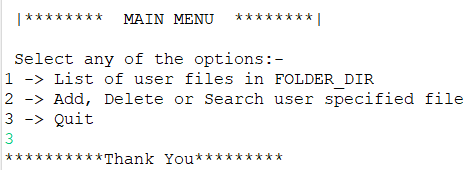 |********  MAIN MENU  ********|
Select any of the options:-
1 -> List of user files in FOLDER_DIR
2 -> Add, Delete or Search user specified file
3 -> Quit
3
**********Thank You*********